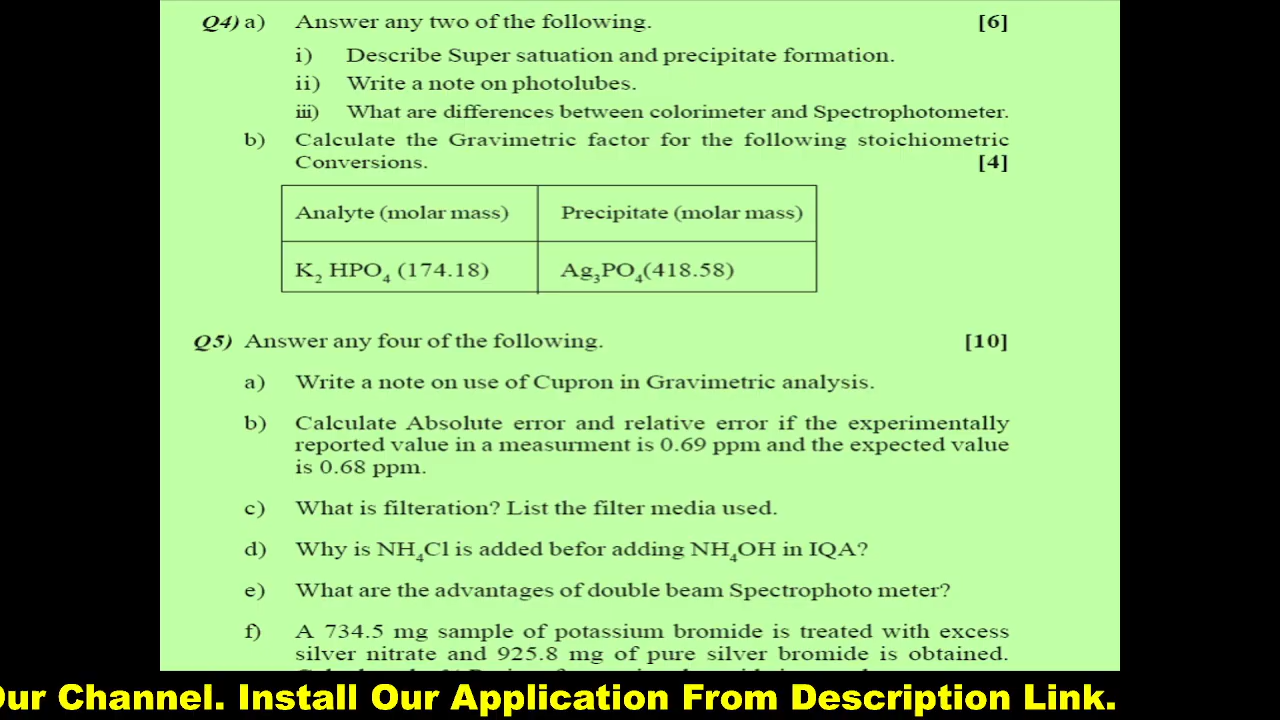 Q4) a) Answer any two of the following. [6]
i) Describe Super satuation and precipitate formation.
ii) Write a note on photolubes.
iii) What are differences between colorimeter and Spectrophotometer.
b) Calculate the Gravimetric factor for the following stoichiometric
Conversions. [4]
Analyte (molar mass) Precipitate (molar mass)
K2 HPO4 (174.18) Ag3PO4(418.58)
Q5) Answer any four of the following. [10]
a) Write a note on use of Cupron in Gravimetric analysis.
b) Calculate Absolute error and relative error if the experimentally
reported value in a measurment is 0.69 ppm and the expected value
is 0.68 ppm.
c) What is filteration? List the filter media used.
d) Why is NH4Cl is added befor adding NH4OH in IQA?
e) What are the advantages of double beam Spectrophoto meter?
f) A 734.5 mg sample of potassium bromide is treated with excess
silver nitrate and 925.8 mg of pure silver bromide is obtained.
Our Channel. Install Our Application From Description Link.